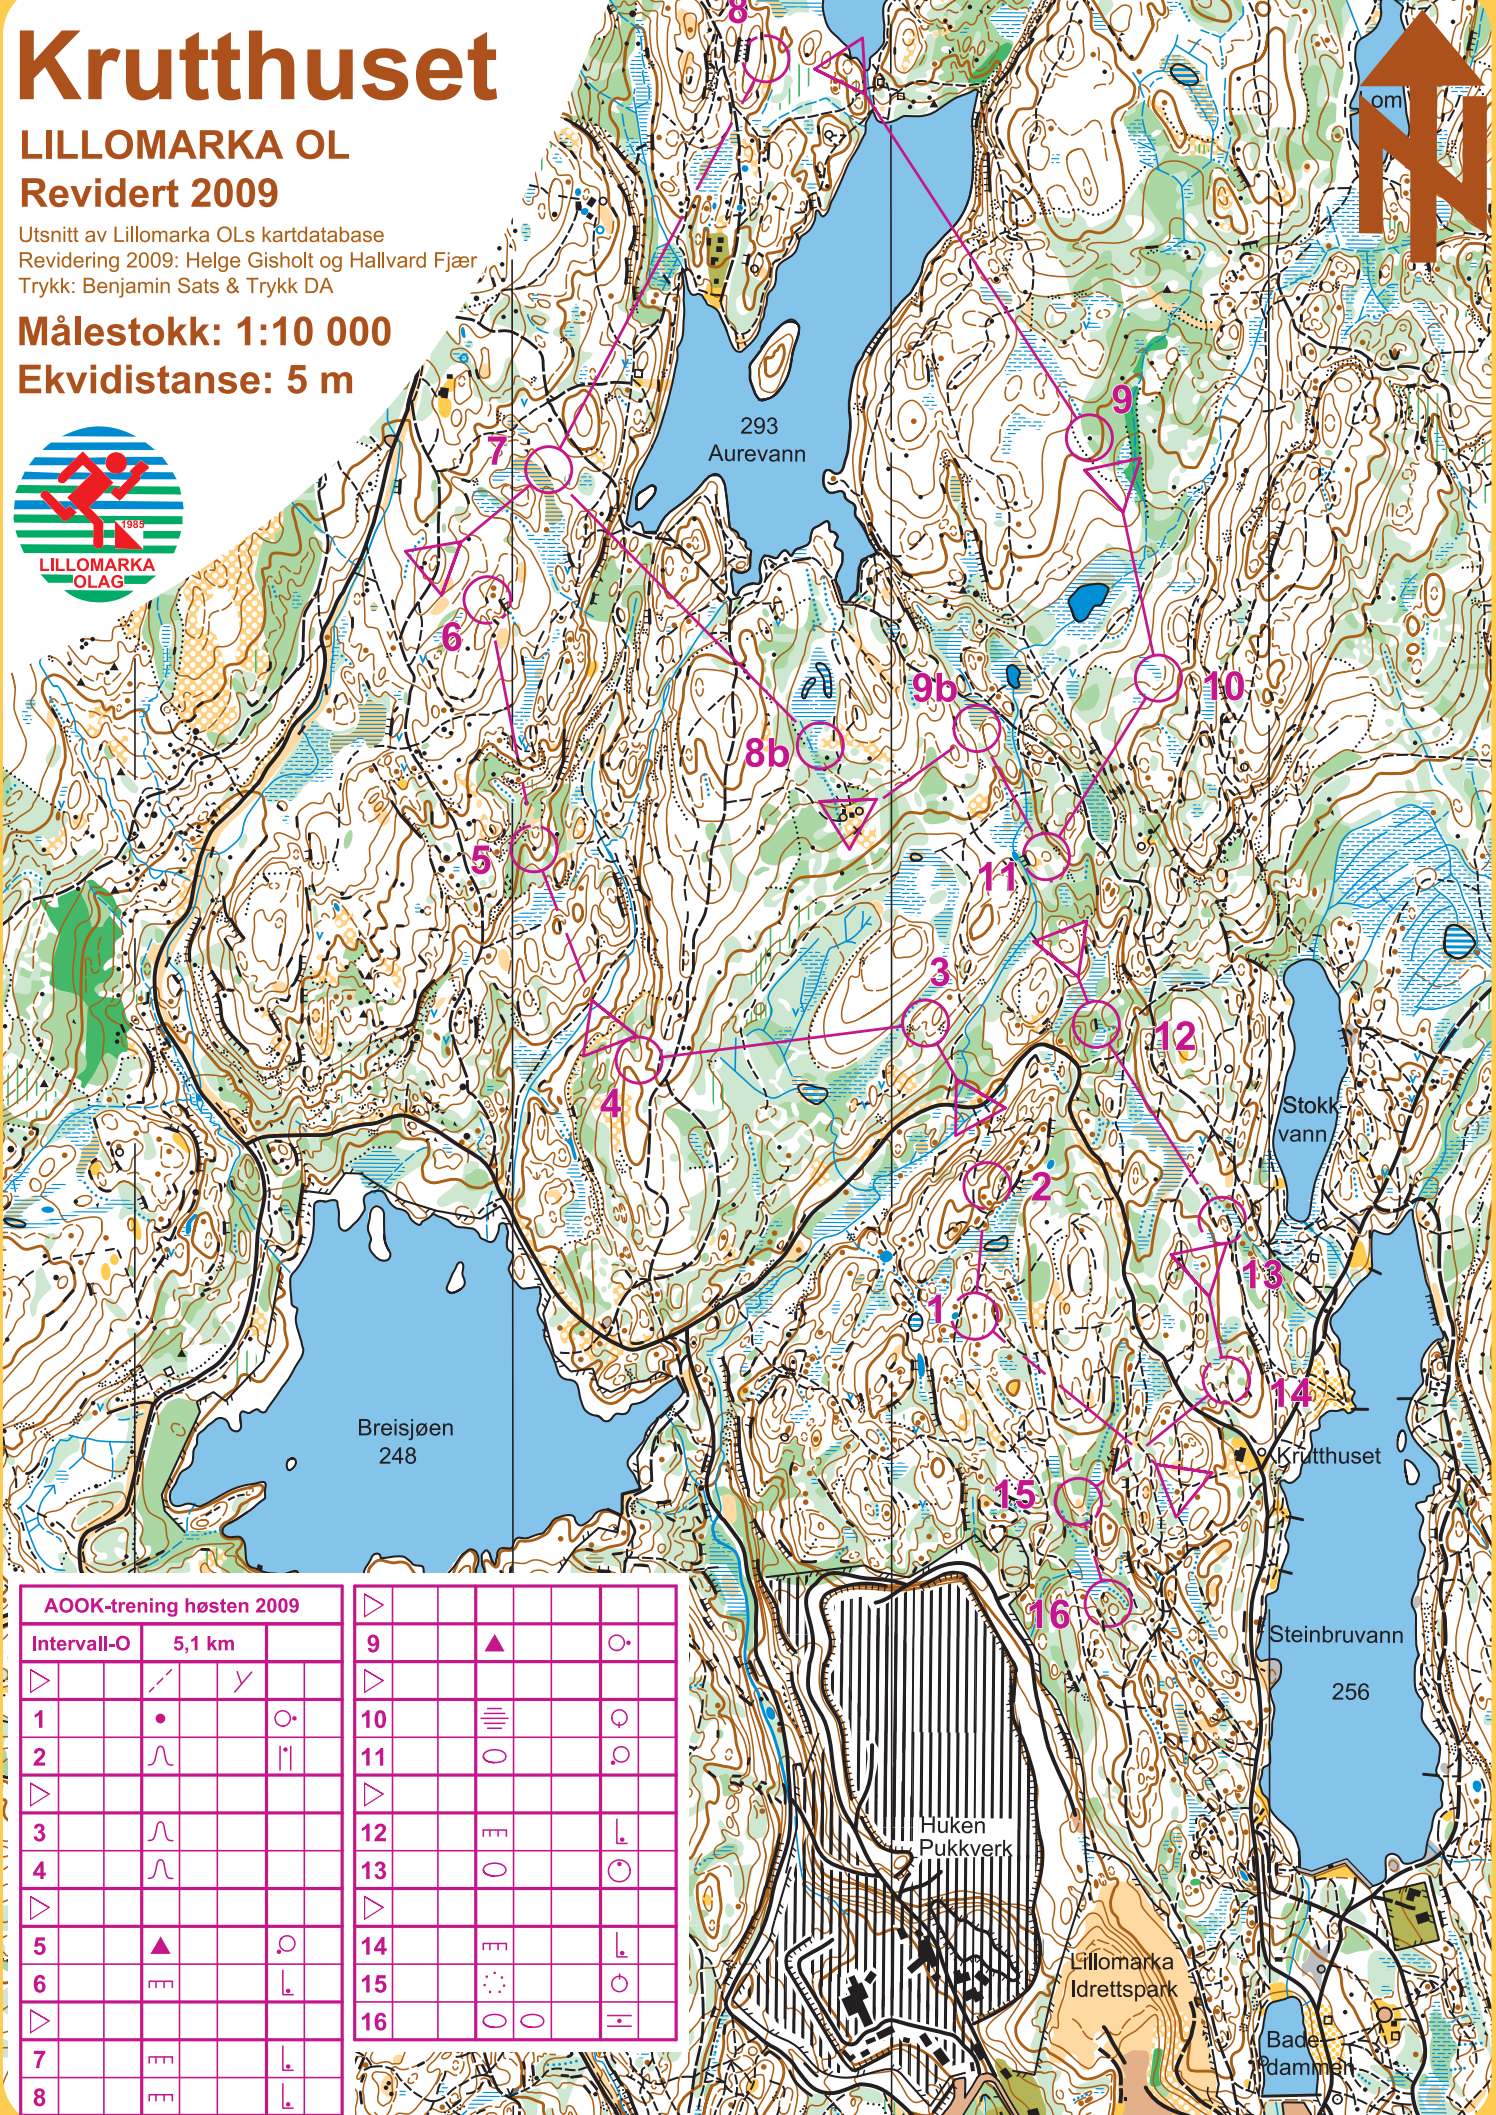 Krutthuset
LILLOMARKA OL
Revidert 2009
Utsnitt av Lillomarka OLs kartdatabase
Revidering 2009: Helge Gisholt og Hallvard Fjær
Trykk: Benjamin Sats & Trykk DA
Målestokk: 1:10 000
Ekvidistanse: 5 m
1985
LILLOMARKA
OLAG
8
om
N
293
Aurevann
9
7
6
9b
10
8b
5
11
3
12
4
Stokk
vann
2
13
1
14
Breisjøen
248
Krutthuset
15
16
Steinbruvann
256
Huken
Pukkverk
Lillomarka
Idrettspark
Bade-
dammen
AOOK-trening høsten 2009
Intervall-O 5,1 km
1
2
3
4
5
6
7
8
9
10
11
12
13
14
15
16